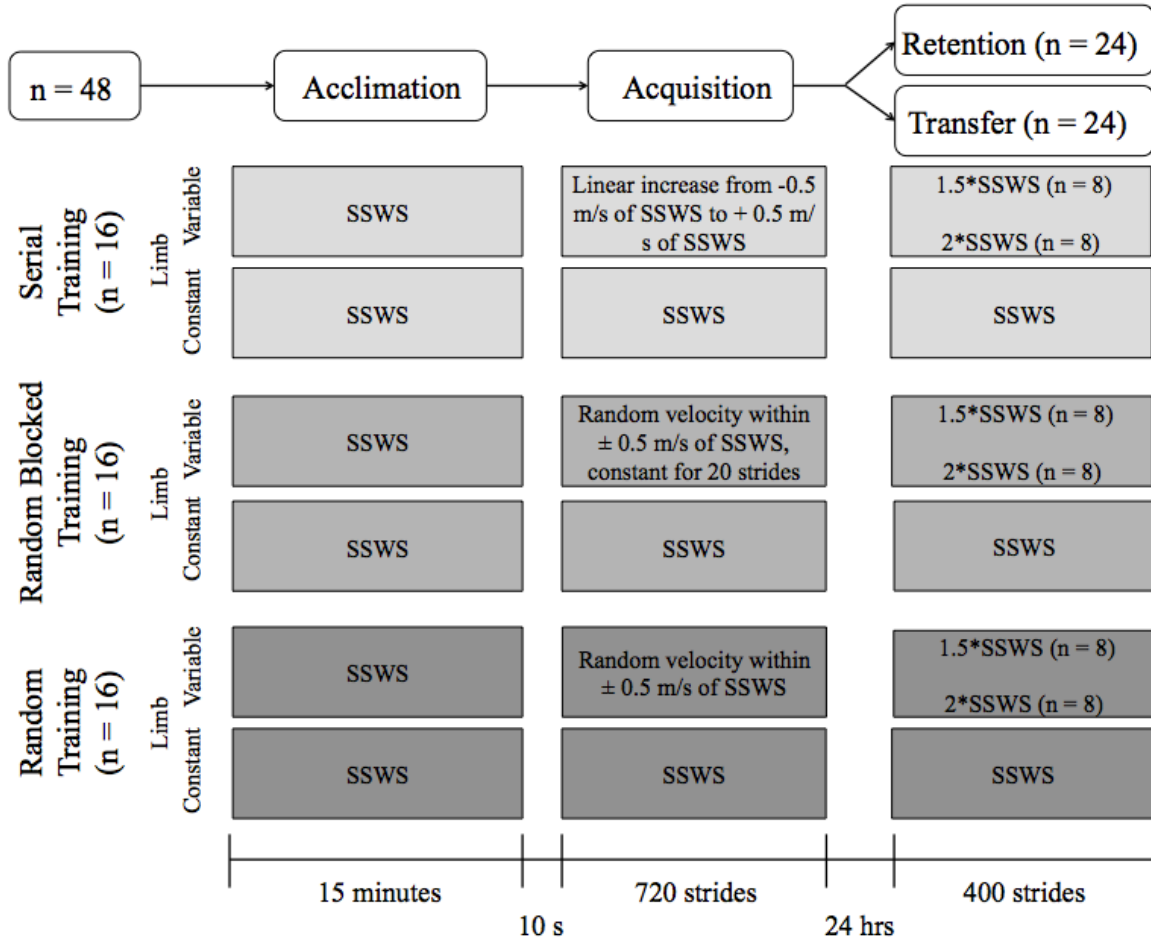 n = 48
Acclimation
Acquisition
Retention (n = 24)
Transfer (n = 24)
Serial
Training
(n = 16)
Limb
Variable
SSWS
Linear increase from -0.5
m/s of SSWS to + 0.5 m/
s of SSWS
1.5*SSWS (n = 8)
2*SSWS (n = 8)
Constant
SSWS
SSWS
SSWS
Random Blocked
Training
(n = 16)
Limb
Variable
SSWS
Random velocity within
± 0.5 m/s of SSWS,
constant for 20 strides
1.5*SSWS (n = 8)
2*SSWS (n = 8)
Constant
SSWS
SSWS
SSWS
Random
Training
(n = 16)
Limb
Variable
SSWS
Random velocity within
± 0.5 m/s of SSWS
1.5*SSWS (n = 8)
2*SSWS (n = 8)
Constant
SSWS
SSWS
SSWS
15 minutes
10 s
720 strides
24 hrs
400 strides